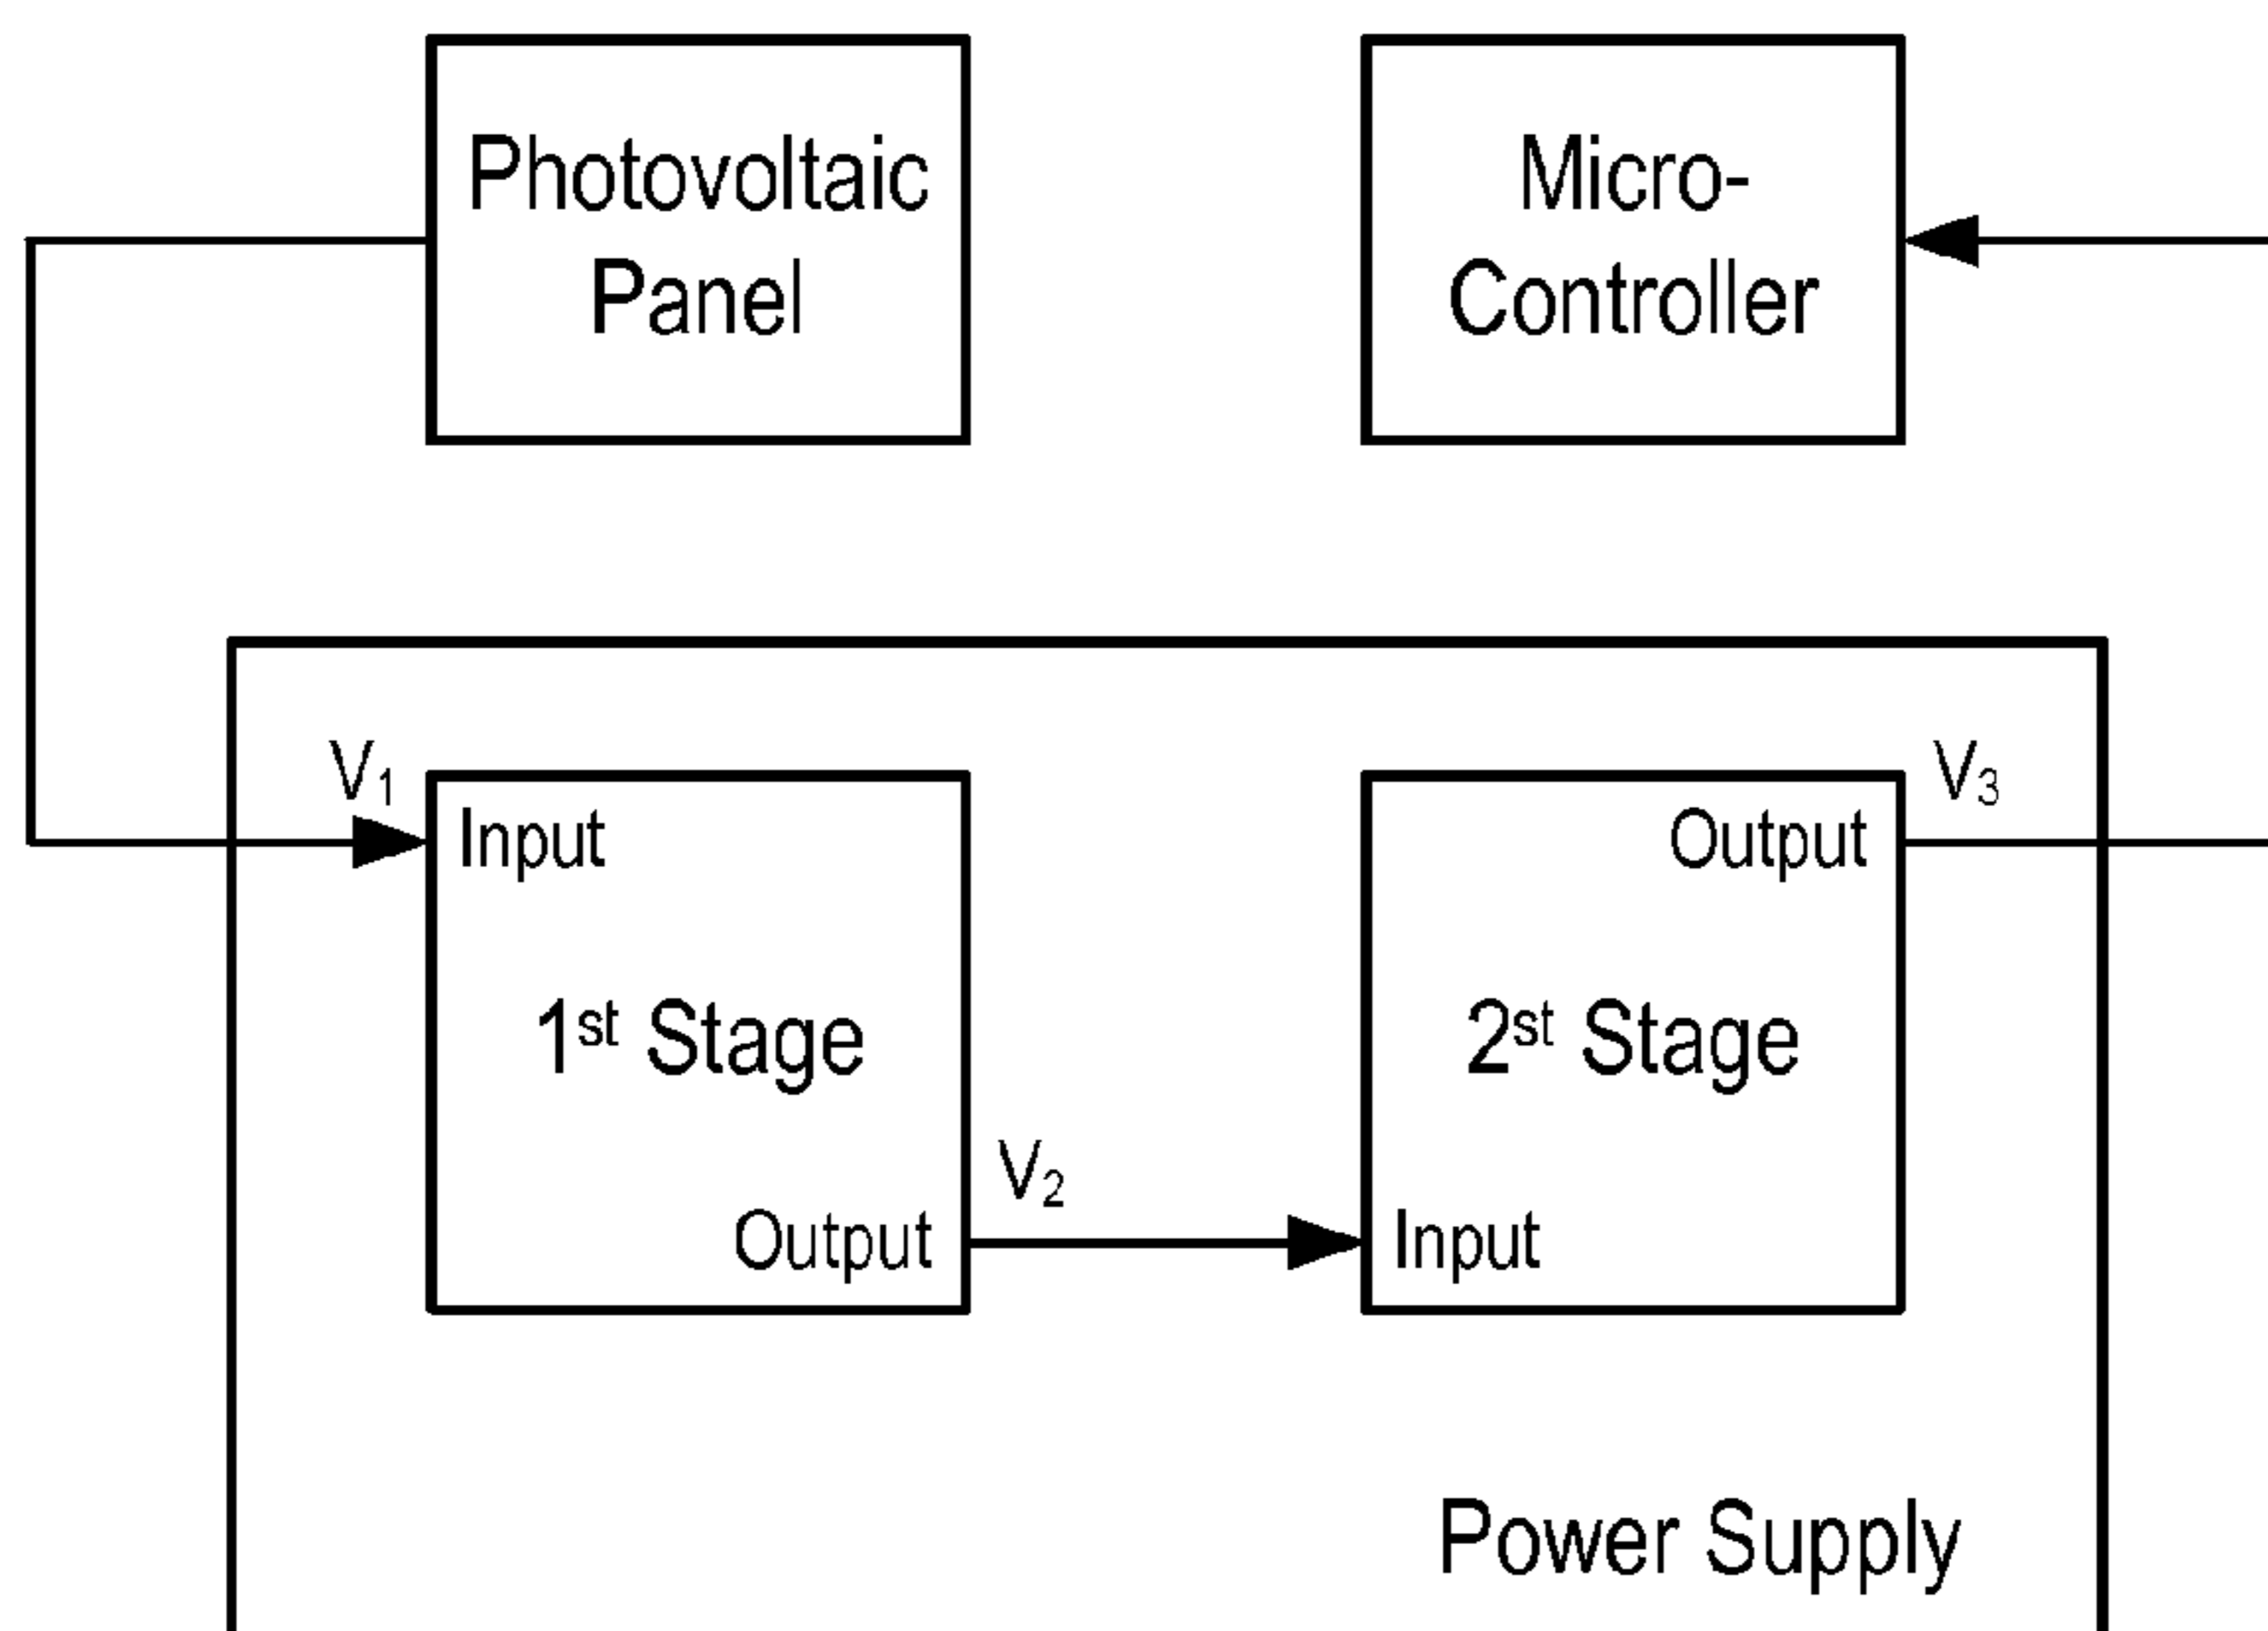 Photovoltaic
Panel
Micro-
Controller
V₁
Input
1ˢᵗ Stage
Output
V₂
V₃
Output
2ˢᵗ Stage
Input
Power Supply